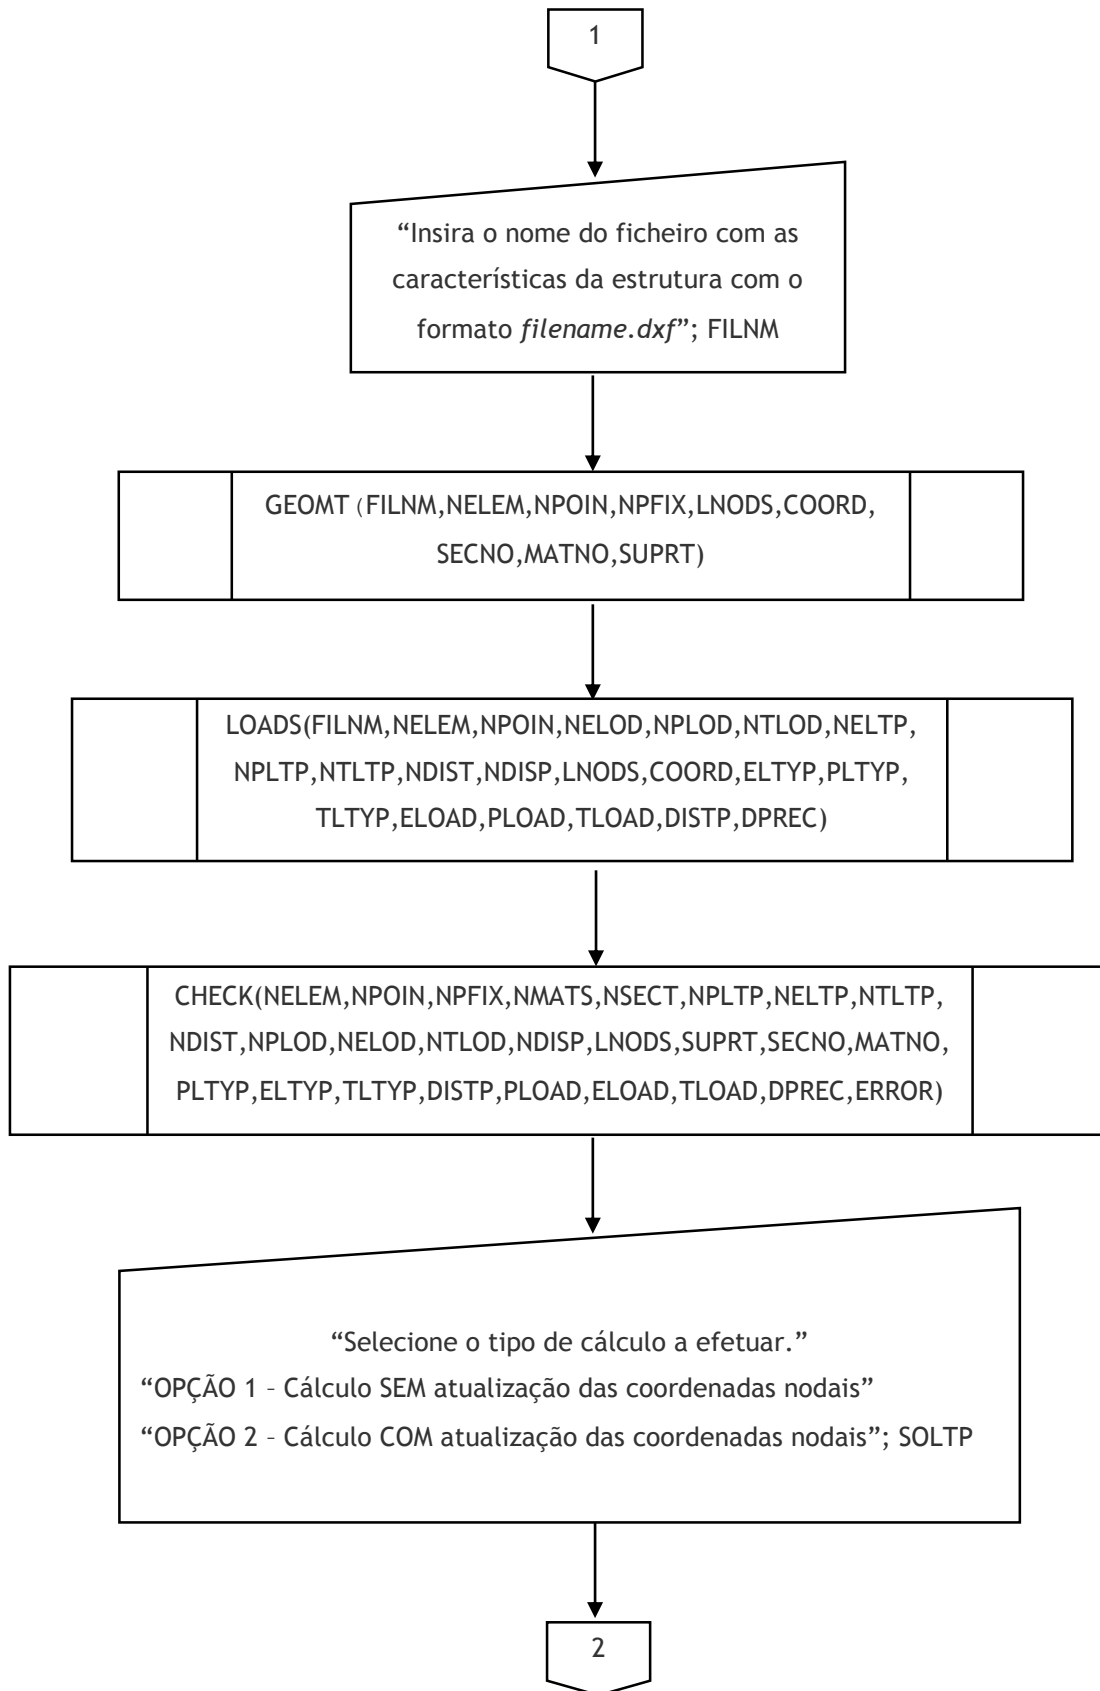 1
“Insira o nome do ficheiro com as
características da estrutura com o
formato filename.dxf”; FILNM
GEOMT (FILNM,NELEM,NPOIN,NPFIX,LNODS,COORD,
SECNO,MATNO,SUPRT)
LOADS(FILNM,NELEM,NPOIN,NELOD,NPLOD,NTLOD,NELTP,
NPLTP,NTLTP,NDIST,NDISP,LNODS,COORD,ELTYP,PLTYP,
TLTYP,ELOAD,PLOAD,TLOAD,DISTP,DPREC)
CHECK(NELEM,NPOIN,NPFIX,NMATS,NSECT,NPLTP,NELTP,NTLTP,
NDIST,NPLOD,NELOD,NTLOD,NDISP,LNODS,SUPRT,SECNO,MATNO,
PLTYP,ELTYP,TLTYP,DISTP,PLOAD,ELOAD,TLOAD,DPREC,ERROR)
“Selecione o tipo de cálculo a efetuar.”
“OPÇÃO 1 – Cálculo SEM atualização das coordenadas nodais”
“OPÇÃO 2 – Cálculo COM atualização das coordenadas nodais”; SOLTP
2